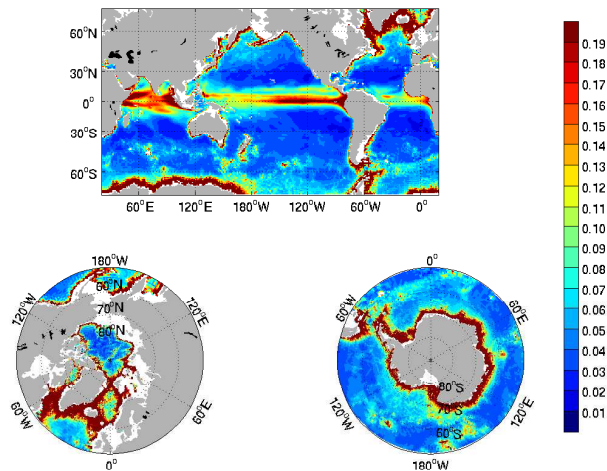 60°N
30°N
0°
30°S
60°S
60°E
120°E
180°W
120°W
60°W
0°
0.19
0.18
0.17
0.16
0.15
0.14
0.13
0.12
0.11
0.10
0.09
0.08
0.07
0.06
0.05
0.04
0.03
0.02
0.01
180°W
120°W
120°E
60°N
70°N
80°N
60°W
60°E
0°
0°
60°W
60°E
80°S
70°S
60°S
120°W
120°E
180°W